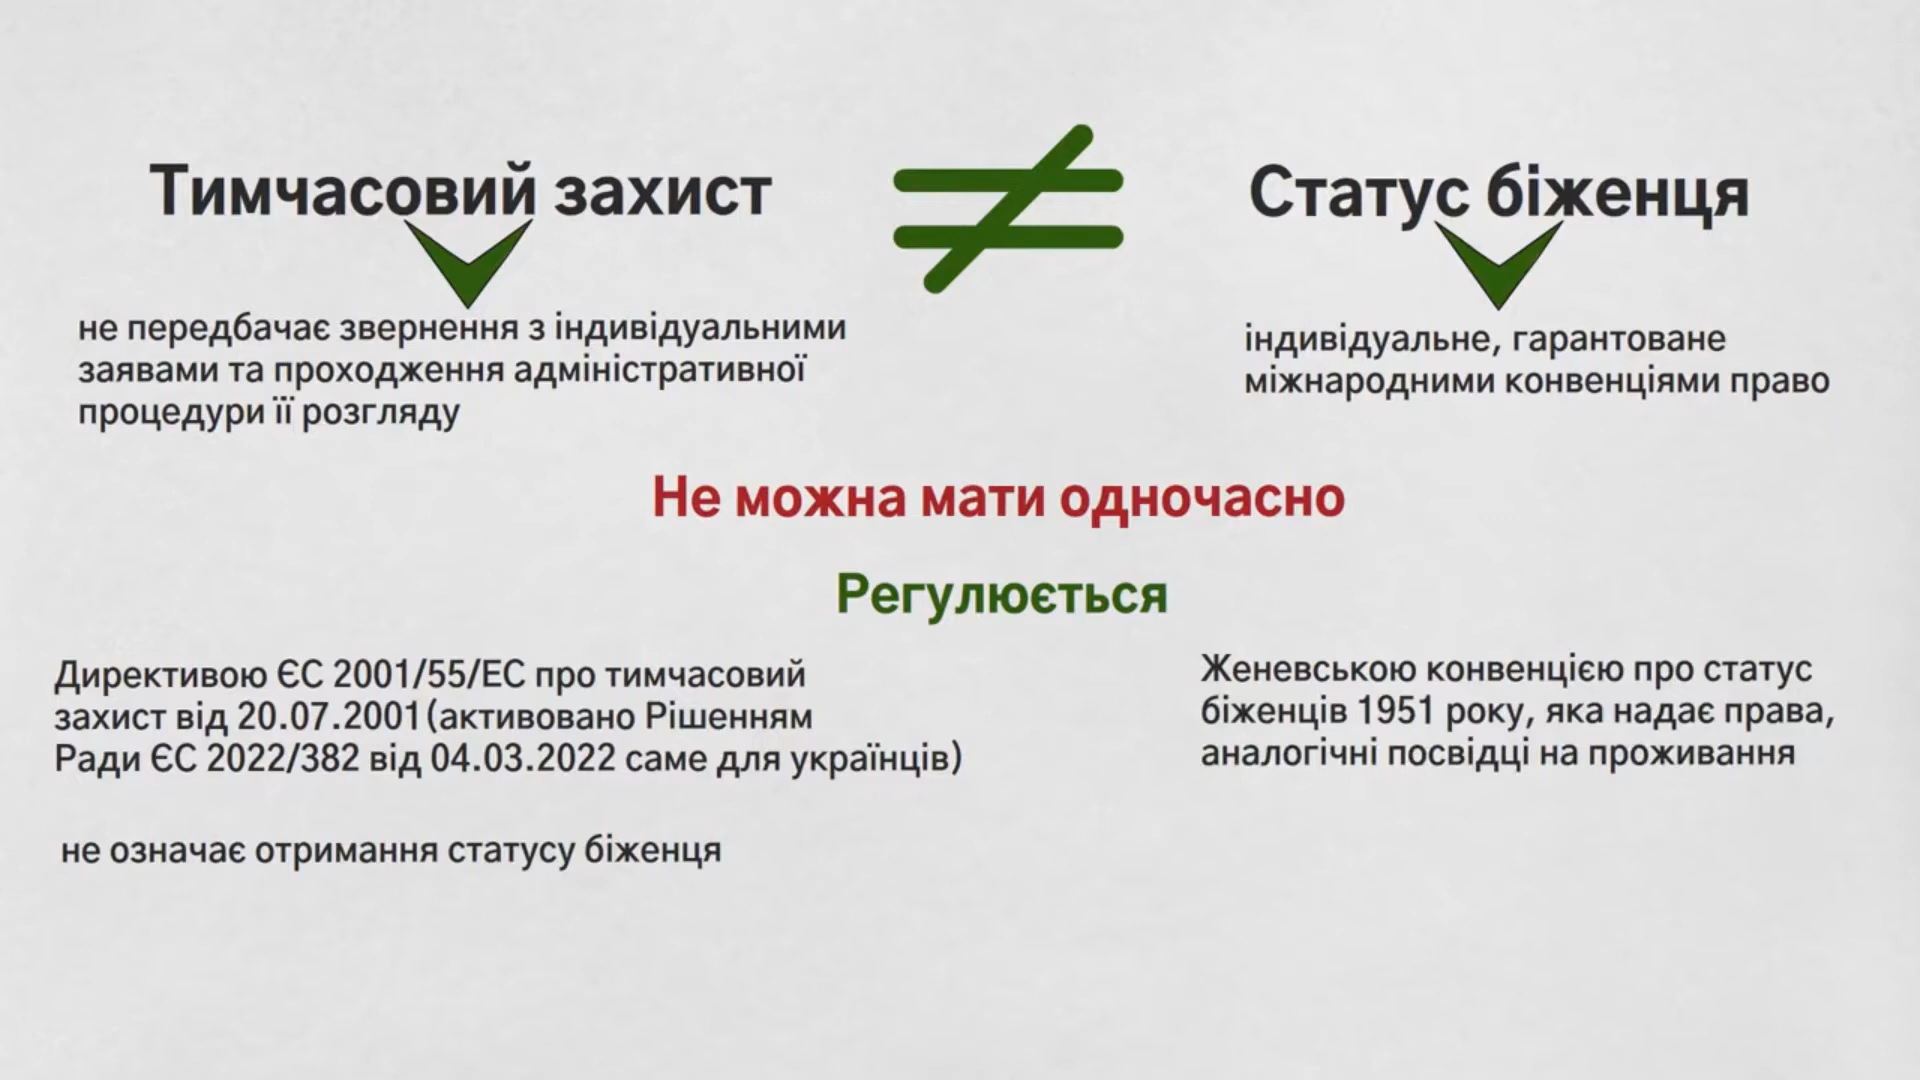 Тимчасовий захист
Статус біженця
не передбачає звернення з індивідуальними
заявами та проходження адміністративної
процедури її розгляду
індивідуальне, гарантоване
міжнародними конвенціями право
Не можна мати одночасно
Регулюється
Директивою ЄС 2001/55/ЕС про тимчасовий
захист від 20.07.2001(активовано Рішенням
Ради ЄС 2022/382 від 04.03.2022 саме для українців)
не означає отримання статусу біженця
Женевською конвенцією про статус
біженців 1951 року, яка надає права,
аналогічні посвідці на проживання